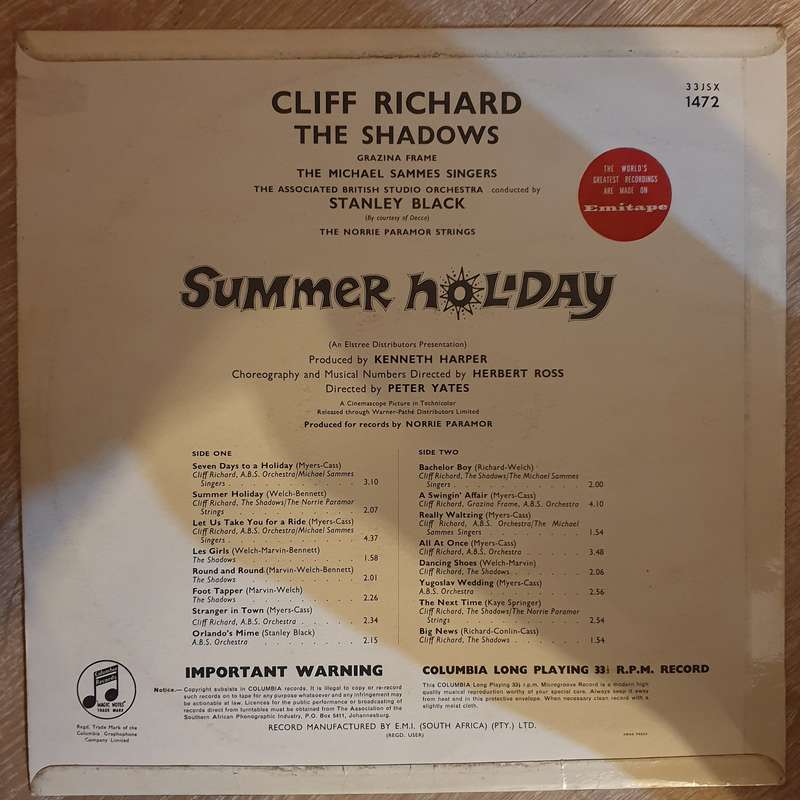 33JSX
1472
CLIFF RICHARD
THE SHADOWS
GRAZINA FRAME
THE MICHAEL SAMMES SINGERS
THE ASSOCIATED BRITISH STUDIO ORCHESTRA conducted by
STANLEY BLACK
(By courtesy of Decca)
THE NORRIE PARAMOR STRINGS
THE WORLD'S
GREATEST RECORDINGS
ARE MADE ON
Emitape
SUMMER HOLIDAY
(An Elstree Distributors Presentation)
Produced by KENNETH HARPER
Choreography and Musical Numbers Directed by HERBERT ROSS
Directed by PETER YATES
A Cinemascope Picture in Technicolor
Released through Warner-Pathé Distributors Limited
Produced for records by NORRIE PARAMOR
SIDE ONE
Seven Days to a Holiday (Myers-Cass)
Cliff Richard, A.B.S. Orchestra/Michael Sammes
Singers . . . . . . . . . . 3.10
Summer Holiday (Welch-Bennett)
Cliff Richard, The Shadows/The Norrie Paramor
Strings . . . . . . . . . . 2.07
Let Us Take You for a Ride (Myers-Cass)
Cliff Richard, A.B.S. Orchestra/Michael Sammes
Singers . . . . . . . . . . 4.37
Les Girls (Welch-Marvin-Bennett)
The Shadows . . . . . . . . . 1.58
Round and Round (Marvin-Welch-Bennett)
The Shadows . . . . . . . . . 2.01
Foot Tapper (Marvin-Welch)
The Shadows . . . . . . . . . 2.26
Stranger in Town (Myers-Cass)
Cliff Richard, A.B.S. Orchestra . . . . . 2.34
Orlando's Mime (Stanley Black)
A.B.S. Orchestra . . . . . . . . 2.15
SIDE TWO
Bachelor Boy (Richard-Welch)
Cliff Richard, The Shadows/The Michael Sammes
Singers . . . . . . . . . . 2.00
A Swingin' Affair (Myers-Cass)
Cliff Richard, Grazina Frame, A.B.S. Orchestra 4.10
Really Waltzing (Myers-Cass)
Cliff Richard, A.B.S. Orchestra/The Michael
Sammes Singers . . . . . . . . 1.54
All At Once (Myers-Cass)
Cliff Richard, A.B.S. Orchestra . . . . . 3.48
Dancing Shoes (Welch-Marvin)
Cliff Richard, The Shadows . . . . . . 2.06
Yugoslav Wedding (Myers-Cass)
A.B.S. Orchestra . . . . . . . . 2.56
The Next Time (Kaye Springer)
Cliff Richard, The Shadows/The Norrie Paramor
Strings . . . . . . . . . . 2.54
Big News (Richard-Conlin-Cass)
Cliff Richard, The Shadows . . . . . . 1.54
IMPORTANT WARNING
Notice.— Copyright subsists in COLUMBIA records. It is illegal to copy or re-record
such records on to tape for any purpose whatsoever and any infringement may
be actionable at law. Licences for the public performance or broadcasting of
records direct from turntables must be obtained from The Association of the
Southern African Phonographic Industry, P.O. Box 5411, Johannesburg.
COLUMBIA LONG PLAYING 33⅓ R.P.M. RECORD
This COLUMBIA Long Playing 33⅓ r.p.m. Microgroove Record is a modern high
quality musical reproduction worthy of your special care. Always keep it away
from heat and in this protective envelope. When necessary clean record with a
slightly moist cloth.
Columbia Records
MAGIC NOTES
TRADE MARK
Regd. Trade Mark of the
Columbia Graphophone
Company Limited
RECORD MANUFACTURED BY E.M.I. (SOUTH AFRICA) (PTY.) LTD.
(REGD. USER)